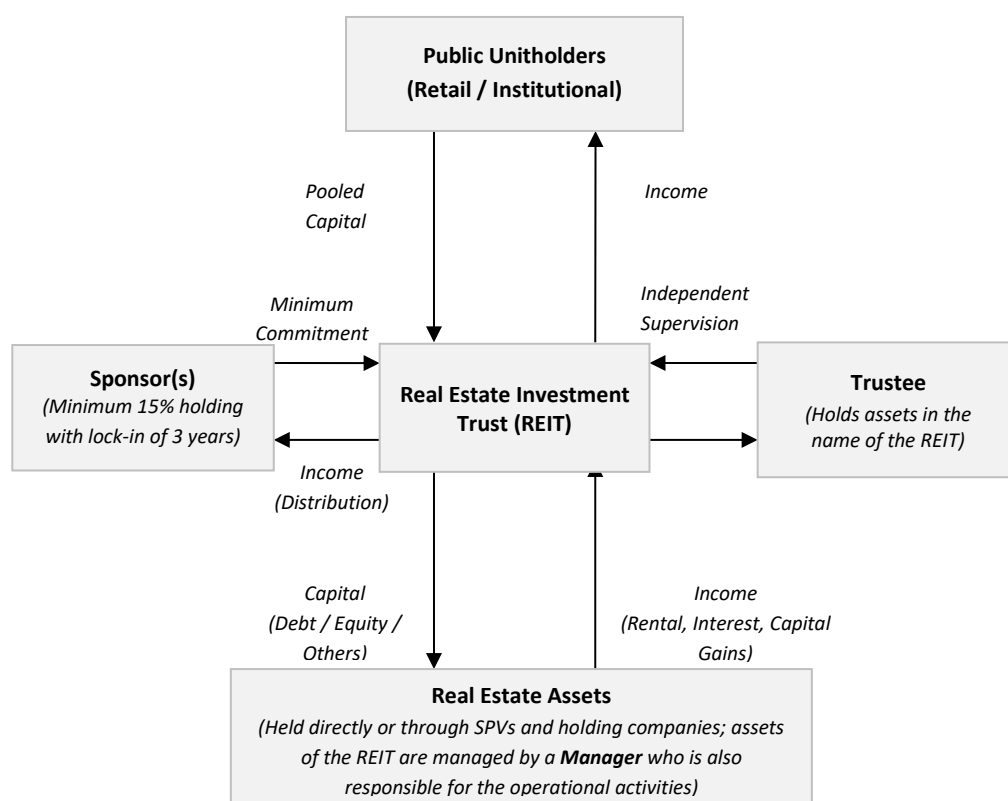 Public Unitholders
(Retail / Institutional)
Pooled
Capital
Income
Minimum
Commitment
Independent
Supervision
Sponsor(s)
(Minimum 15% holding
with lock-in of 3 years)
Real Estate Investment
Trust (REIT)
Trustee
(Holds assets in the
name of the REIT)
Income
(Distribution)
Capital
(Debt / Equity /
Others)
Income
(Rental, Interest, Capital
Gains)
Real Estate Assets
(Held directly or through SPVs and holding companies; assets
of the REIT are managed by a Manager who is also
responsible for the operational activities)